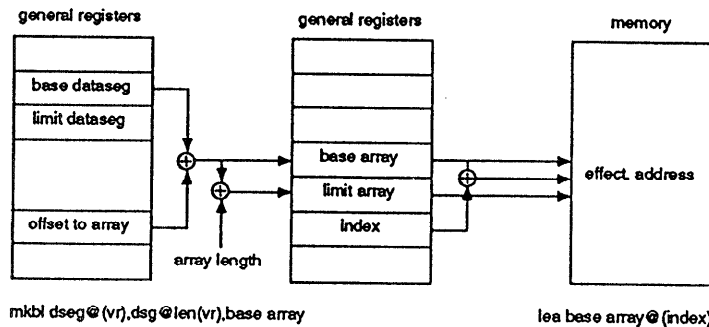 general registers
general registers
memory
base dataseg
limit dataseg
base array
limit array
effect. address
offset to array
index
array length
mkbl dseg@(vr),dsg@len(vr),base array
lea base array@(index)